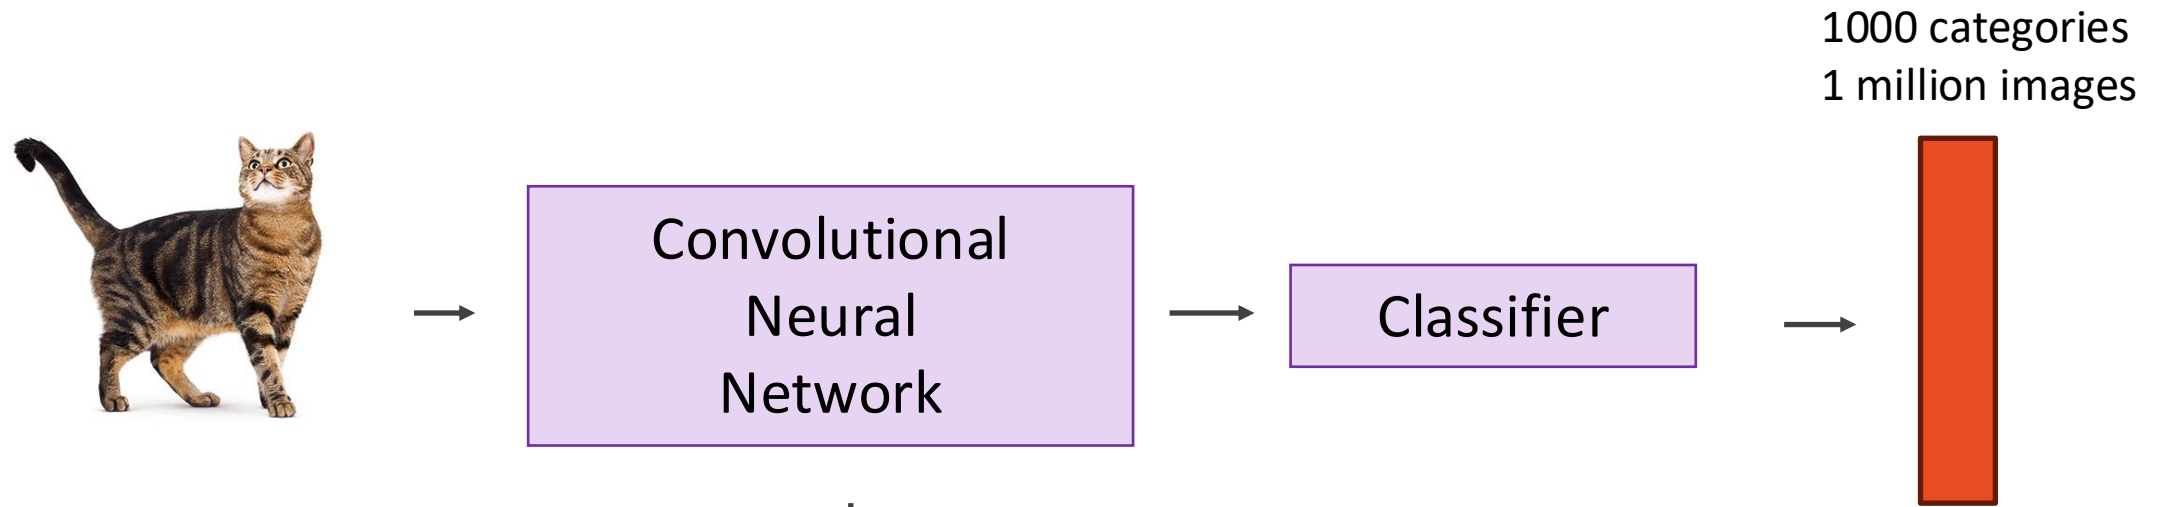 1000 categories
1 million images
Convolutional
Neural
Network
Classifier